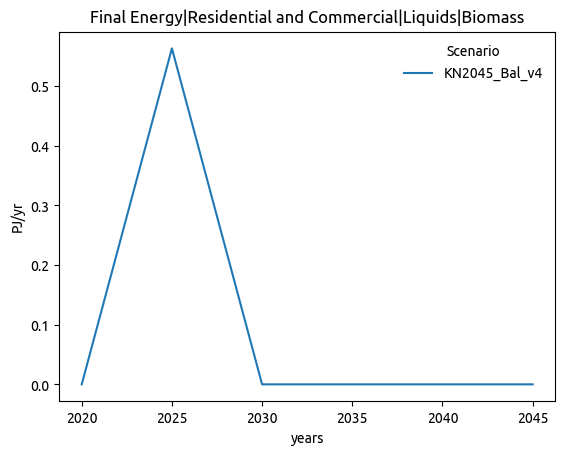 Final Energy|Residential and Commercial|Liquids|Biomass
Scenario
KN2045_Bal_v4
PJ/yr
0.5
0.4
0.3
0.2
0.1
0.0
2020 2025 2030 2035 2040 2045
years